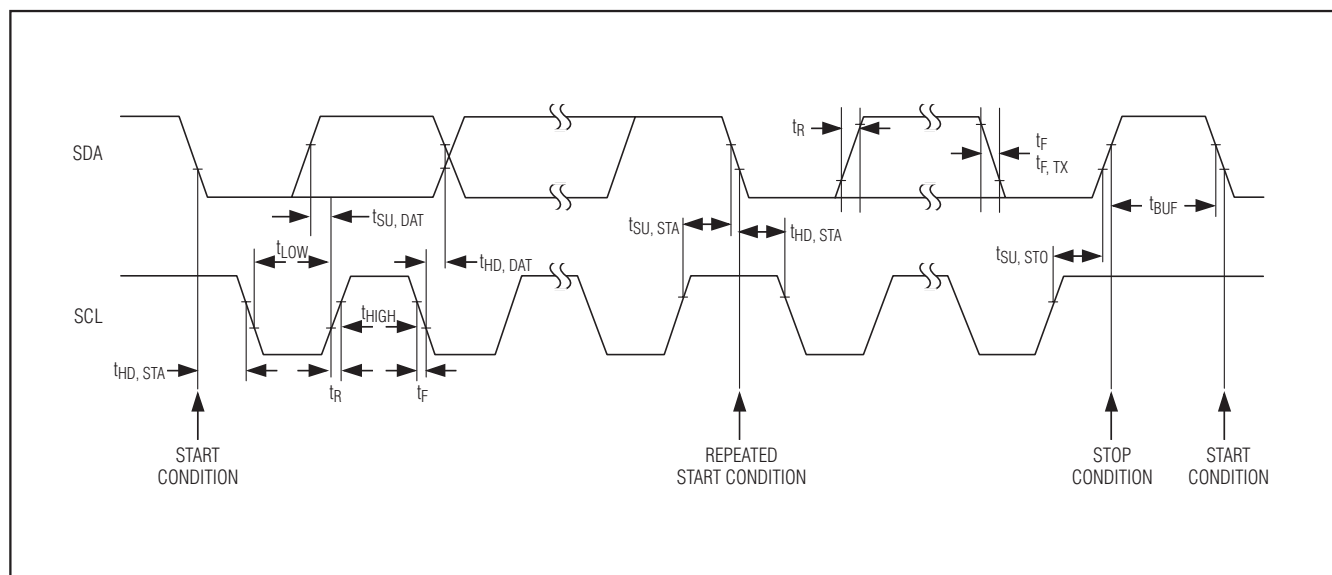 SDA
tR
tF
tF, TX
tSU, DAT
tSU, STA
tHD, STA
tBUF
tLOW
tHD, DAT
tSU, STO
SCL
tHIGH
tHD, STA
tR
tF
START
CONDITION
REPEATED
START CONDITION
STOP
CONDITION
START
CONDITION